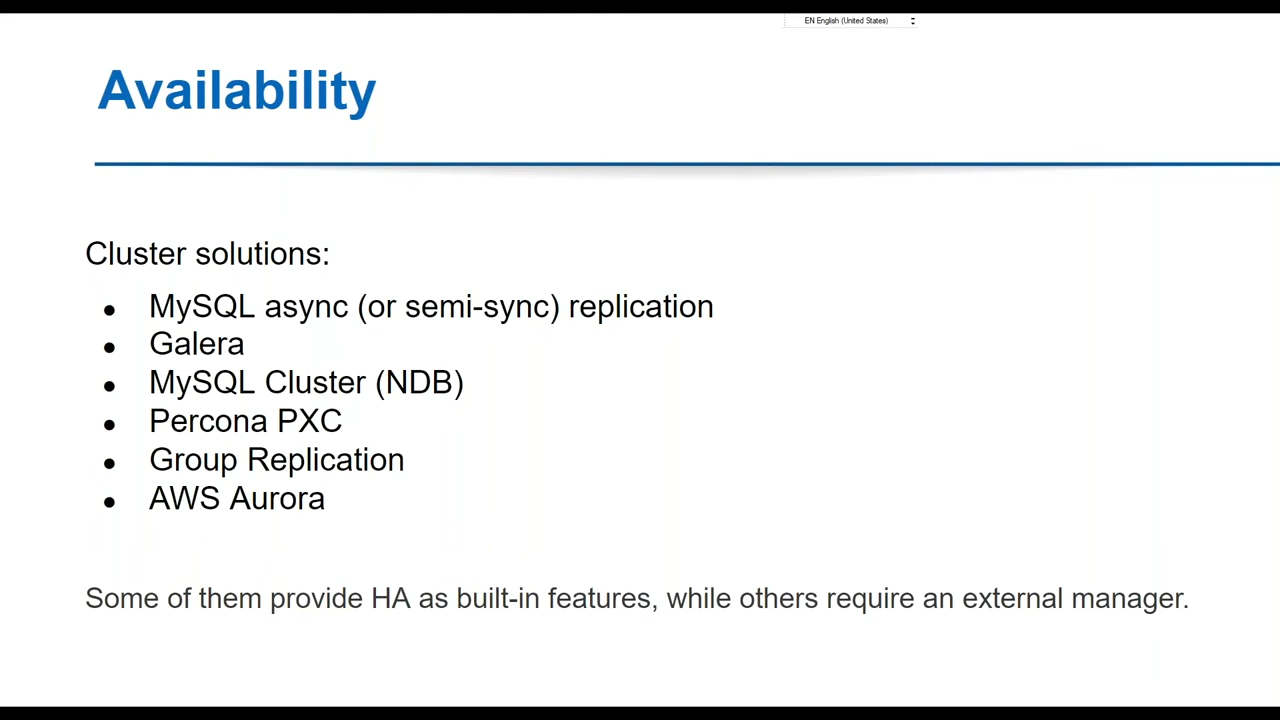 EN English (United States)
Availability
Cluster solutions:
● MySQL async (or semi-sync) replication
● Galera
● MySQL Cluster (NDB)
● Percona PXC
● Group Replication
● AWS Aurora
Some of them provide HA as built-in features, while others require an external manager.